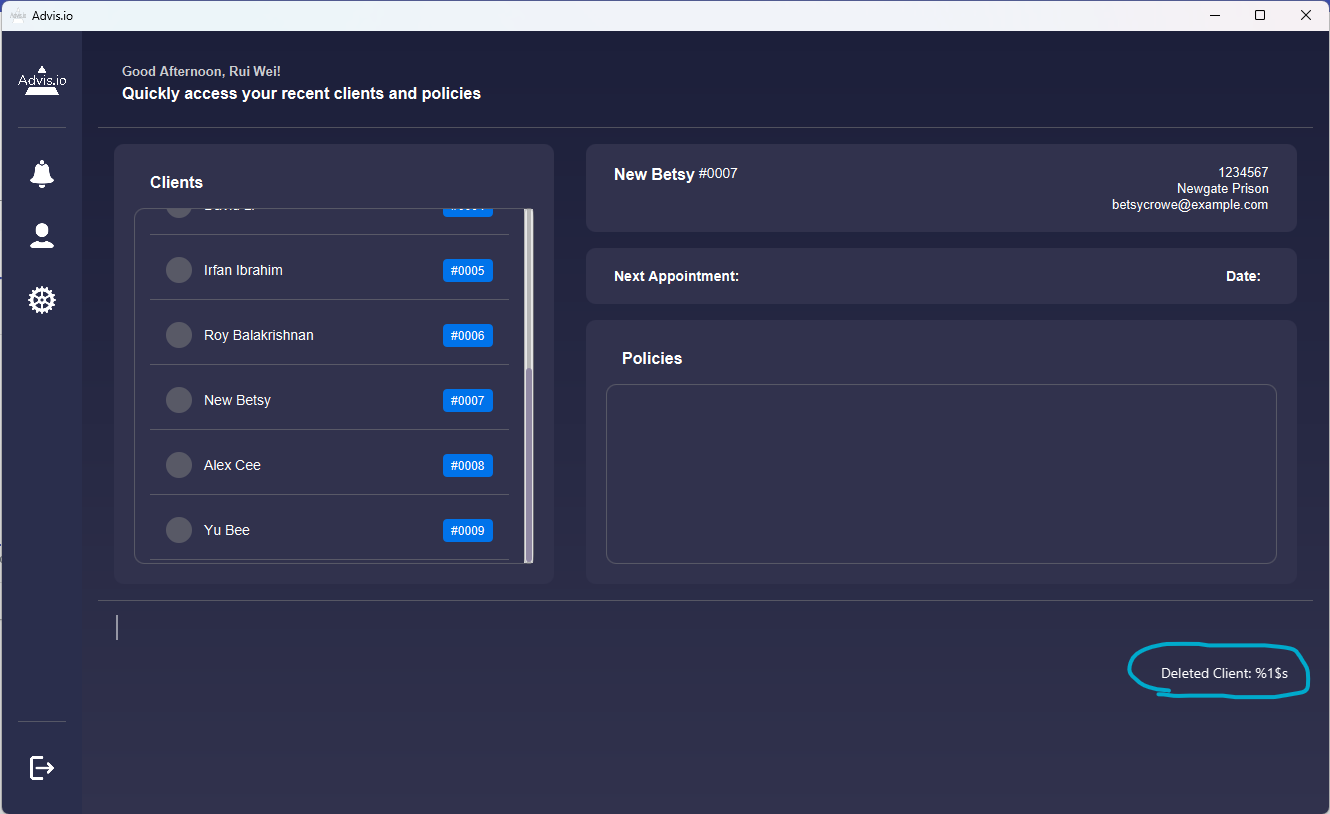 Advis.io
Advis.io
Good Afternoon, Rui Wei!
Quickly access your recent clients and policies
Clients
Irfan Ibrahim #0005
Roy Balakrishnan #0006
New Betsy #0007
Alex Cee #0008
Yu Bee #0009
New Betsy #0007
1234567
Newgate Prison
betsycrowe@example.com
Next Appointment: Date:
Policies
Deleted Client: %1$s